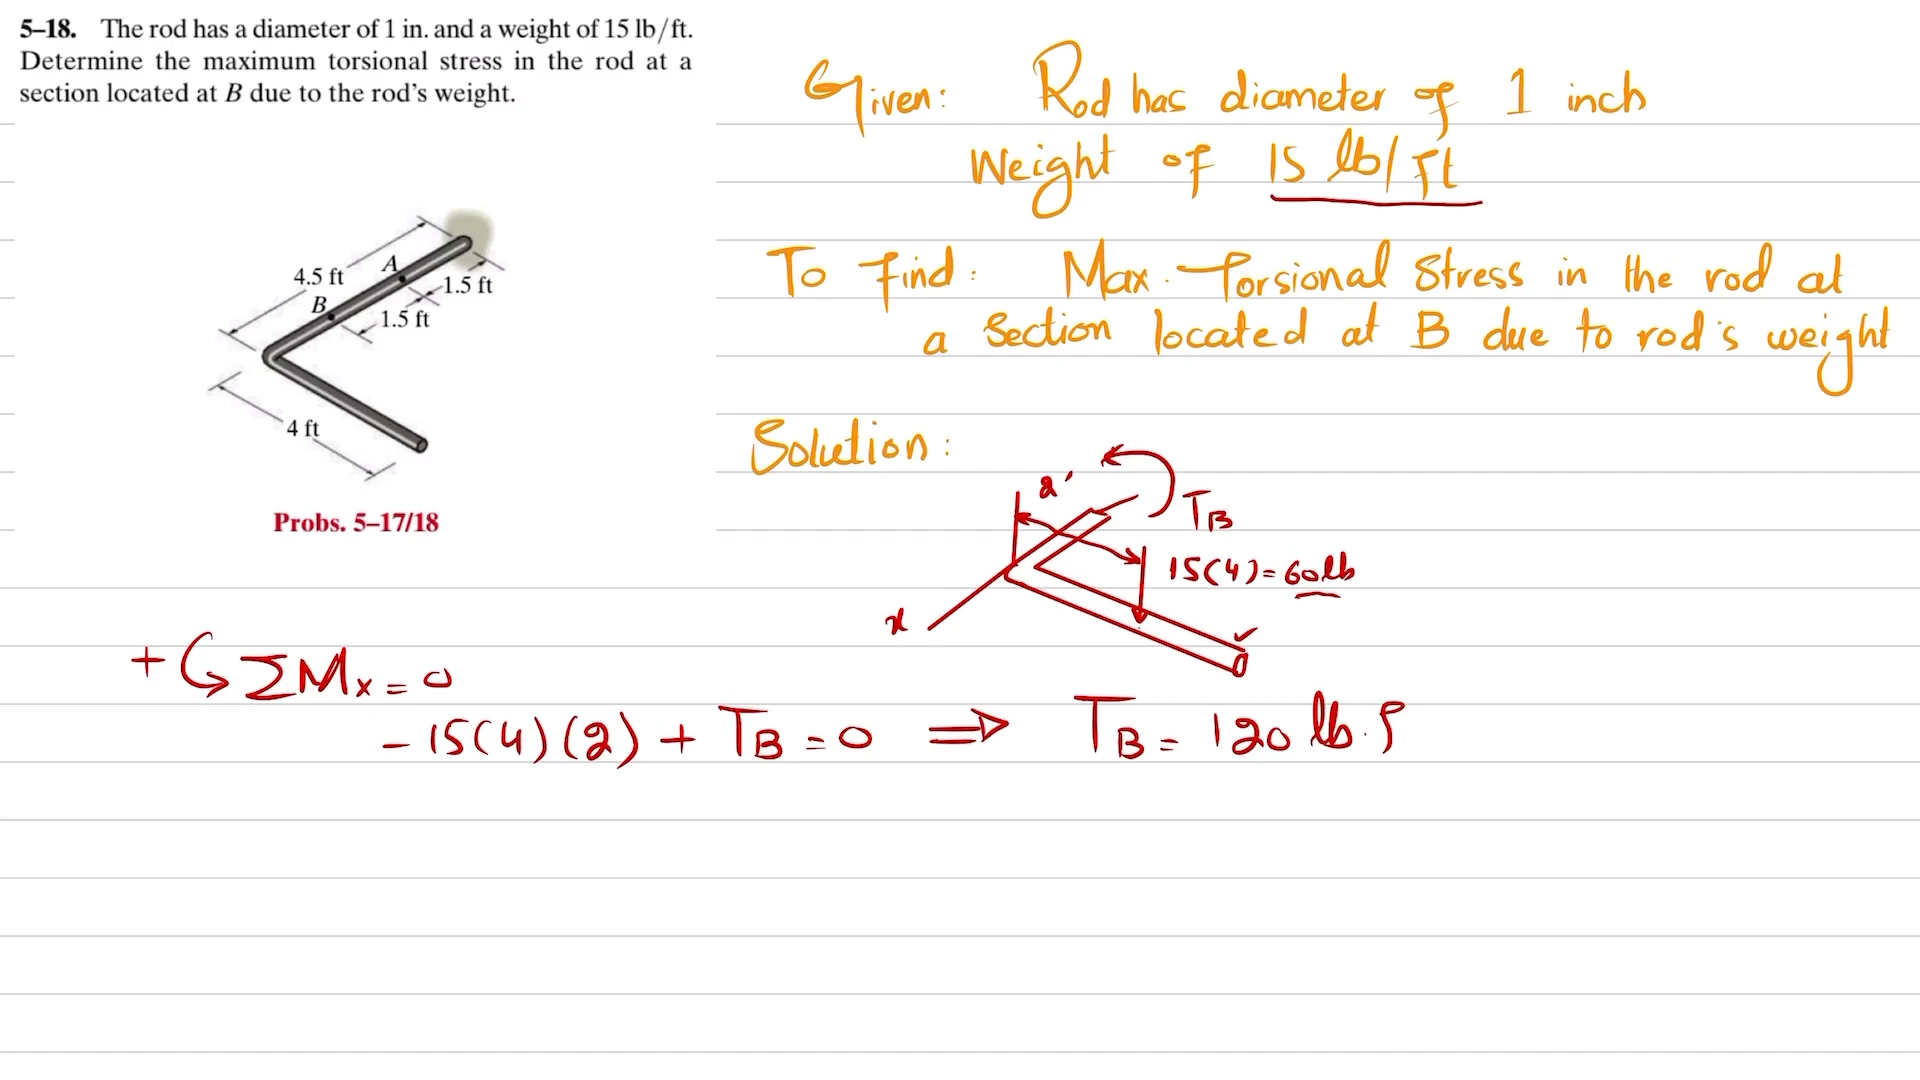 5–18. The rod has a diameter of 1 in. and a weight of 15 lb/ft.
Determine the maximum torsional stress in the rod at a
section located at B due to the rod's weight.
4.5 ft
A
1.5 ft
B
1.5 ft
4 ft
Probs. 5–17/18
Given: Rod has diameter of 1 inch
Weight of 15 lb/ft
To Find: Max. Torsional Stress in the rod at
a Section located at B due to rod's weight
Solution:
2'
TB
15(4)=60lb
x
+ ΣMx = 0
- 15(4)(2) + TB = 0 ⇒ TB = 120 lb.